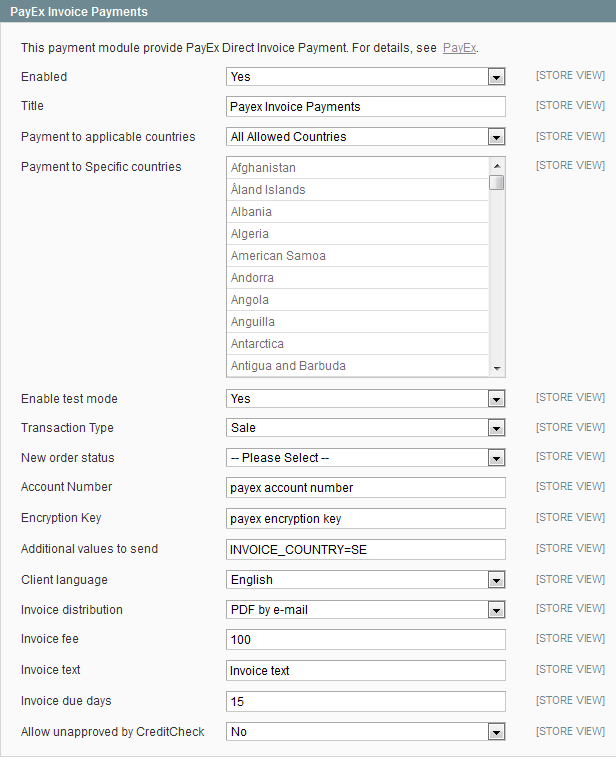 PayEx Invoice Payments
This payment module provide PayEx Direct Invoice Payment. For details, see PayEx.
Enabled Yes [STORE VIEW]
Title Payex Invoice Payments [STORE VIEW]
Payment to applicable countries All Allowed Countries [STORE VIEW]
Payment to Specific countries Afghanistan [STORE VIEW]
Åland Islands
Albania
Algeria
American Samoa
Andorra
Angola
Anguilla
Antarctica
Antigua and Barbuda
Enable test mode Yes [STORE VIEW]
Transaction Type Sale [STORE VIEW]
New order status -- Please Select -- [STORE VIEW]
Account Number payex account number [STORE VIEW]
Encryption Key payex encryption key [STORE VIEW]
Additional values to send INVOICE_COUNTRY=SE [STORE VIEW]
Client language English [STORE VIEW]
Invoice distribution PDF by e-mail [STORE VIEW]
Invoice fee 100 [STORE VIEW]
Invoice text Invoice text [STORE VIEW]
Invoice due days 15 [STORE VIEW]
Allow unapproved by CreditCheck No [STORE VIEW]